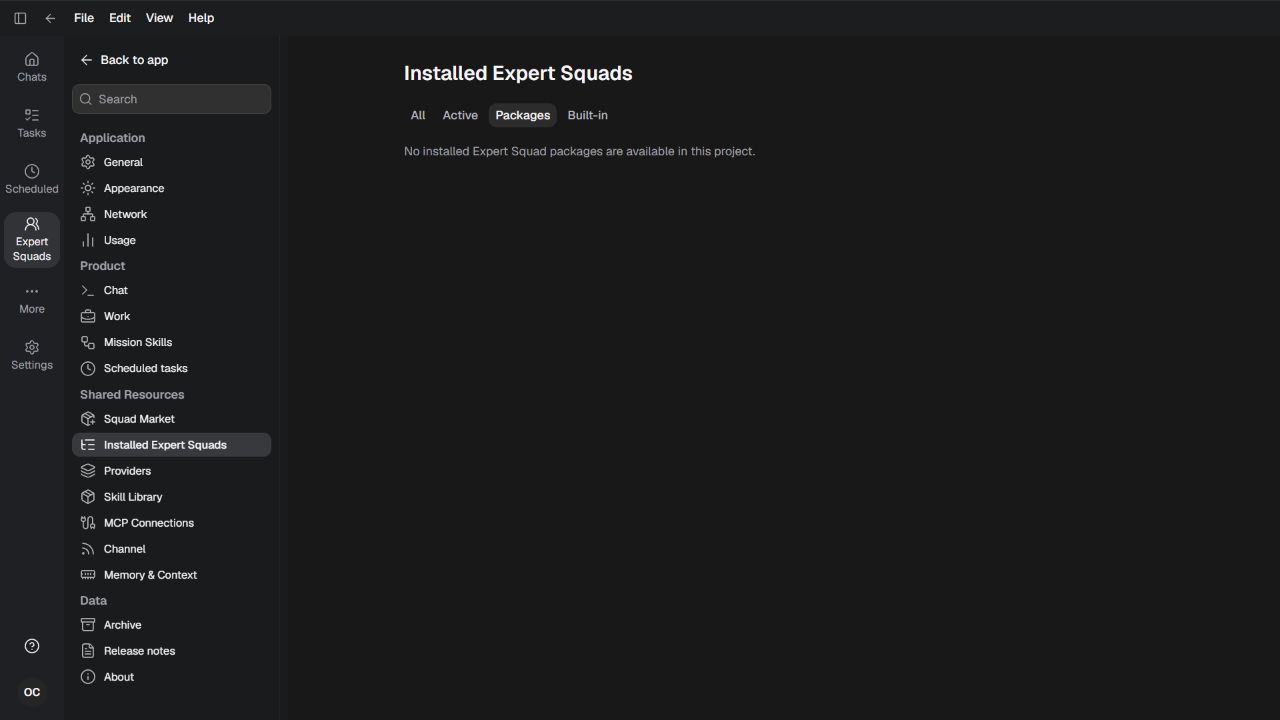 File Edit View Help
Chats
Tasks
Scheduled
Expert
Squads
More
Settings
OC
Back to app
Search
Application
General
Appearance
Network
Usage
Product
Chat
Work
Mission Skills
Scheduled tasks
Shared Resources
Squad Market
Installed Expert Squads
Providers
Skill Library
MCP Connections
Channel
Memory & Context
Data
Archive
Release notes
About
Installed Expert Squads
All Active Packages Built-in
No installed Expert Squad packages are available in this project.